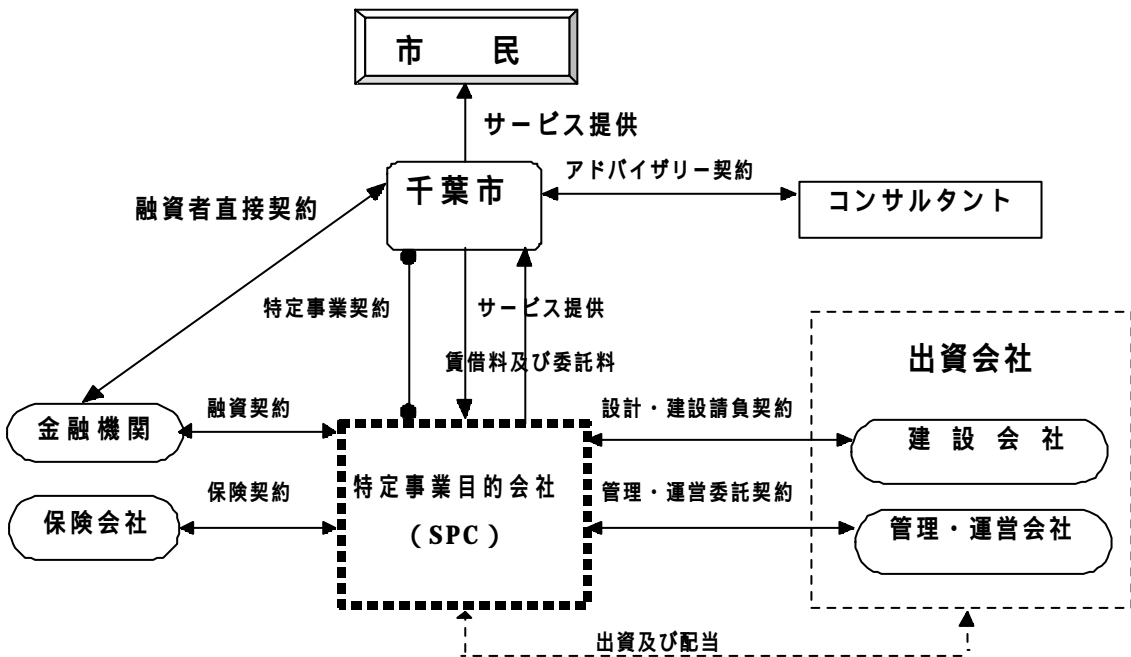 市 民
サービス提供
アドバイザリー契約
千葉市
コンサルタント
融資者直接契約
特定事業契約
サービス提供
賃借料及び委託料
出資会社
融資契約
設計・建設請負契約
金融機関
建設会社
特定事業目的会社
(SPC)
保険契約
管理・運営委託契約
保険会社
管理・運営会社
出資及び配当